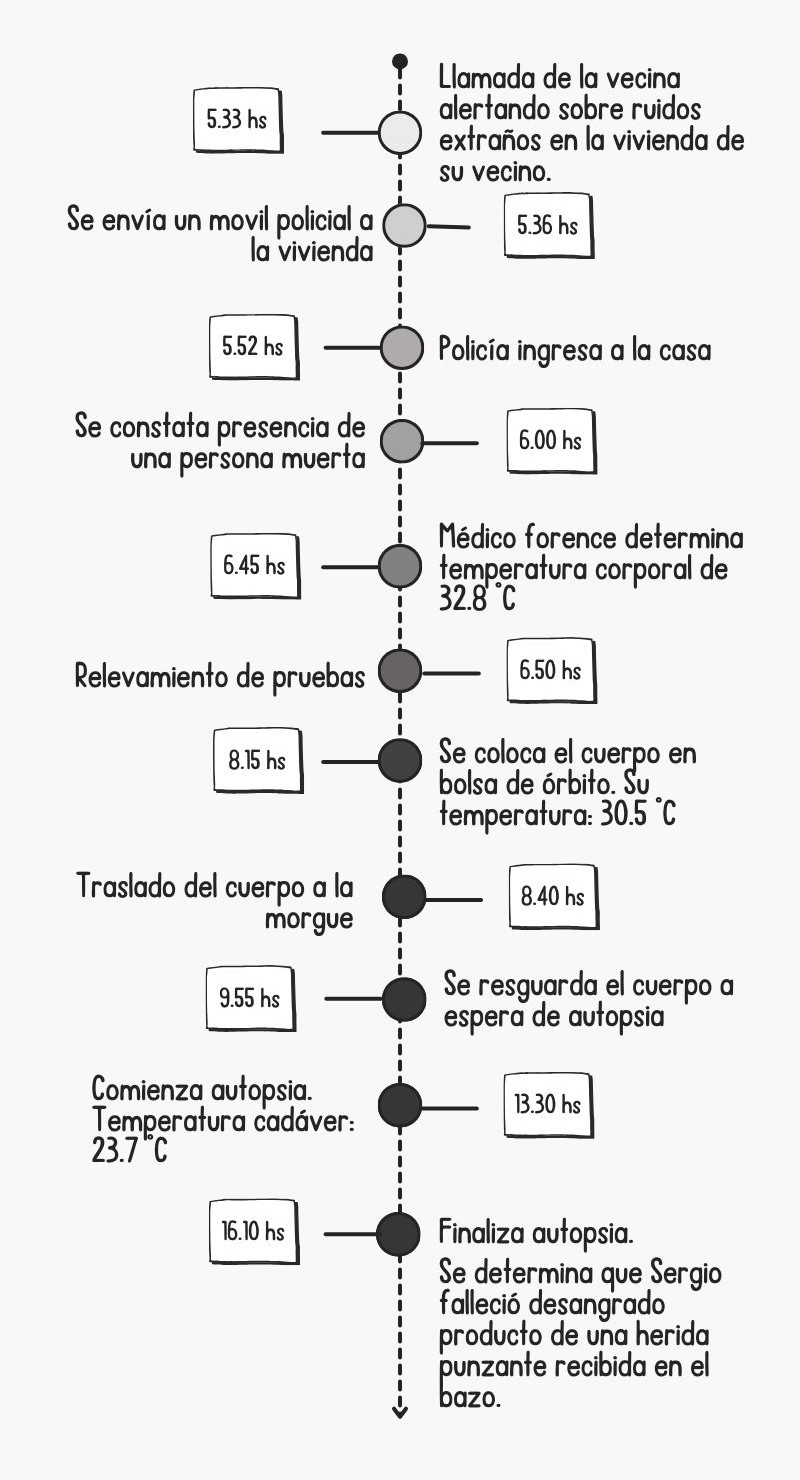 5.33 hs
Llamada de la vecina
alertando sobre ruidos
extraños en la vivienda de
su vecino.
Se envía un movil policial a
la vivienda
5.36 hs
5.52 hs
Policía ingresa a la casa
Se constata presencia de
una persona muerta
6.00 hs
6.45 hs
Médico forence determina
temperatura corporal de
32.8 °C
Relevamiento de pruebas
6.50 hs
8.15 hs
Se coloca el cuerpo en
bolsa de órbito. Su
temperatura: 30.5 °C
Traslado del cuerpo a la
morgue
8.40 hs
9.55 hs
Se resguarda el cuerpo a
espera de autopsia
Comienza autopsia.
Temperatura cadáver:
23.7 °C
13.30 hs
16.10 hs
Finaliza autopsia.
Se determina que Sergio
falleció desangrado
producto de una herida
punzante recibida en el
bazo.